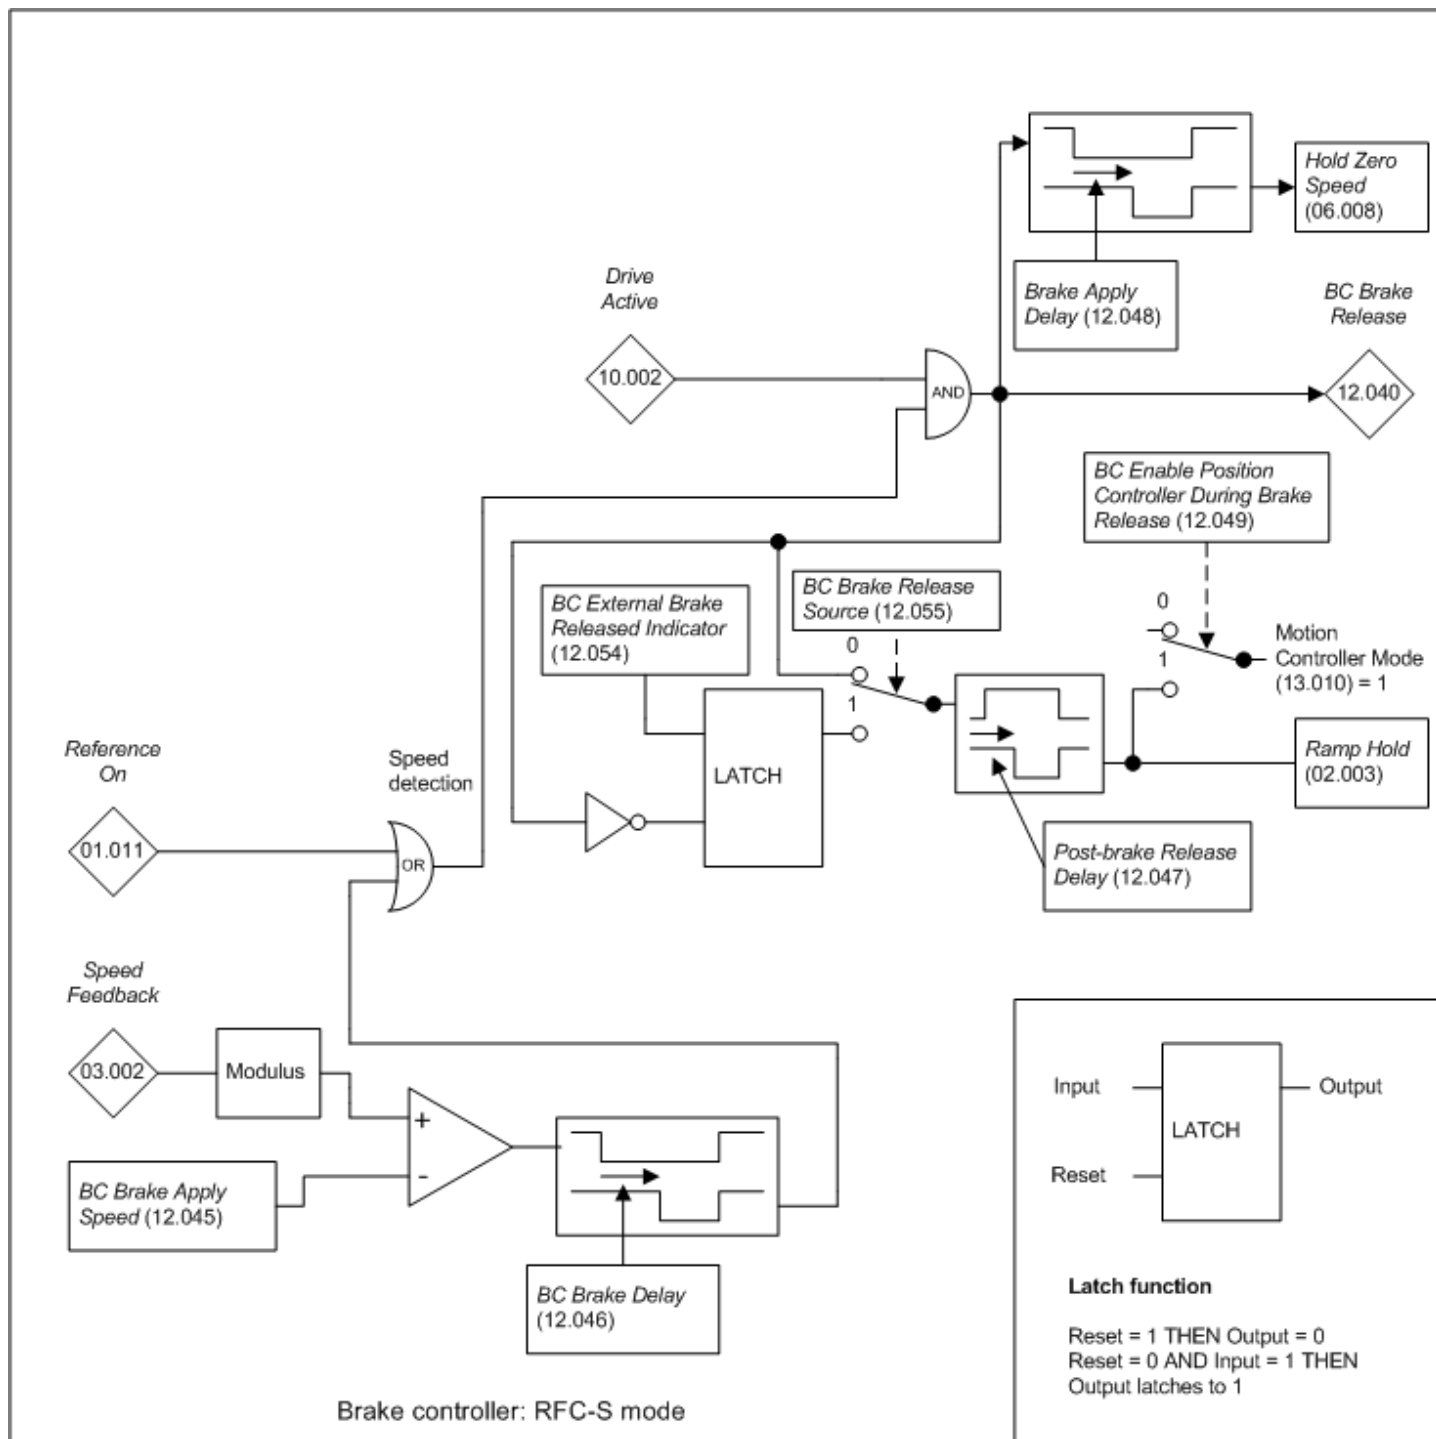 Hold Zero
Speed
(06.008)
Drive
Active
Brake Apply
Delay (12.048)
BC Brake
Release
10.002
AND
12.040
BC Enable Position
Controller During Brake
Release (12.049)
BC External Brake
Released Indicator
(12.054)
BC Brake Release
Source (12.055)
0
1
0
1
Motion
Controller Mode
(13.010) = 1
LATCH
Reference
On
Speed
detection
Ramp Hold
(02.003)
01.011
OR
Post-brake Release
Delay (12.047)
Speed
Feedback
03.002
Modulus
+
-
BC Brake Apply
Speed (12.045)
BC Brake Delay
(12.046)
Input
Output
LATCH
Reset
Latch function
Reset = 1 THEN Output = 0
Reset = 0 AND Input = 1 THEN
Output latches to 1
Brake controller: RFC-S mode